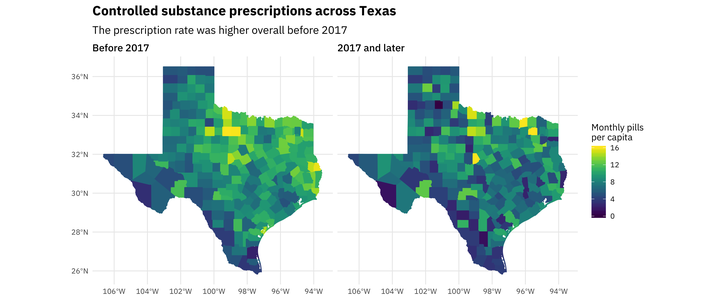 Controlled substance prescriptions across Texas
The prescription rate was higher overall before 2017
Before 2017
2017 and later
36°N
34°N
32°N
30°N
28°N
26°N
106°W 104°W 102°W 100°W 98°W 96°W 94°W
106°W 104°W 102°W 100°W 98°W 96°W 94°W
Monthly pills
per capita
16
12
8
4
0